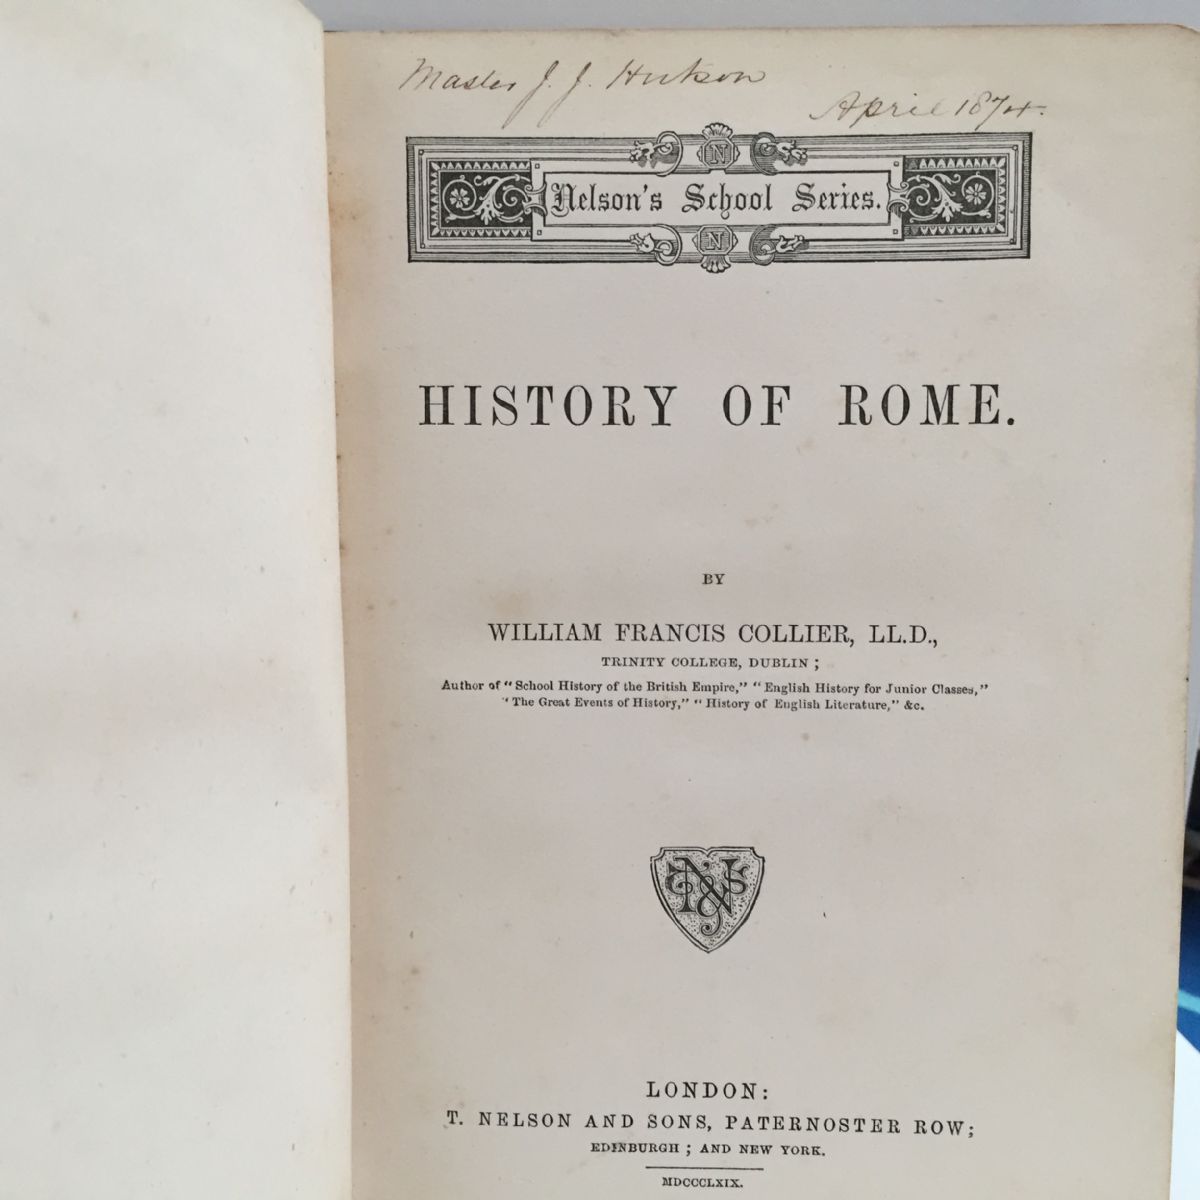 Master J. J. Hutson
April 1874.
N
Nelson's School Series.
N
HISTORY OF ROME.
BY
WILLIAM FRANCIS COLLIER, LL.D.,
TRINITY COLLEGE, DUBLIN;
Author of "School History of the British Empire," "English History for Junior Classes,"
"The Great Events of History," "History of English Literature," &c.
TN&S
LONDON:
T. NELSON AND SONS, PATERNOSTER ROW;
EDINBURGH; AND NEW YORK.
MDCCCLXIX.